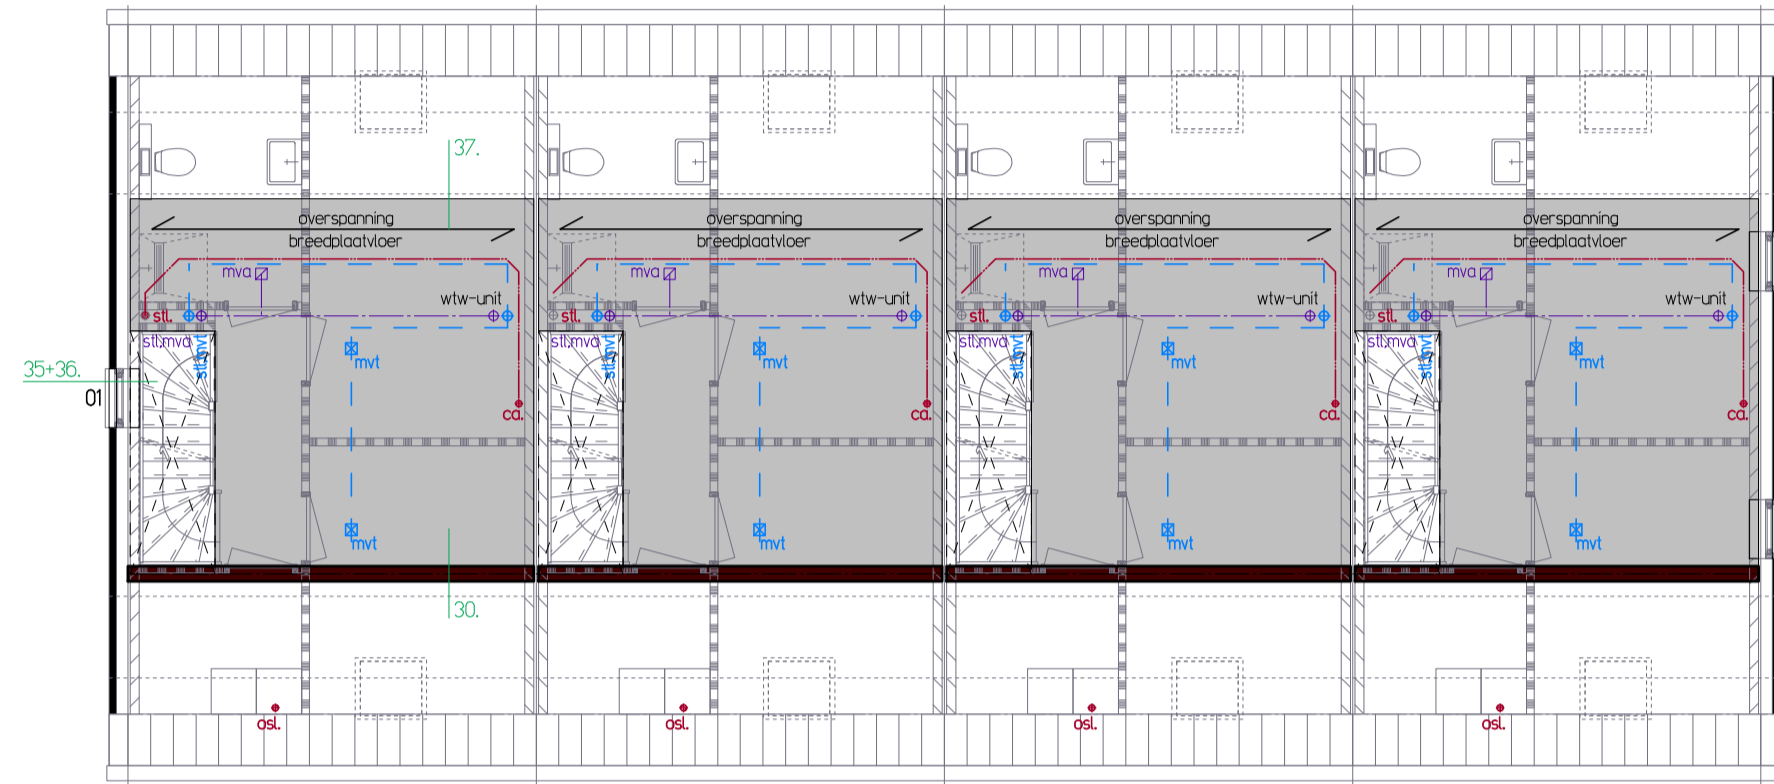 37.
overspanning overspanning overspanning overspanning
breedplaatvloer breedplaatvloer breedplaatvloer breedplaatvloer
mva mva mva mva
wtw-unit wtw-unit wtw-unit wtw-unit
stl. stl. stl. stl.
stl.mva stl.mva stl.mva stl.mva
stl.mvt stl.mvt stl.mvt stl.mvt
mvt mvt mvt mvt
35+36.
01
ca. ca. ca. ca.
mvt mvt mvt mvt
30.
osl. osl. osl. osl.